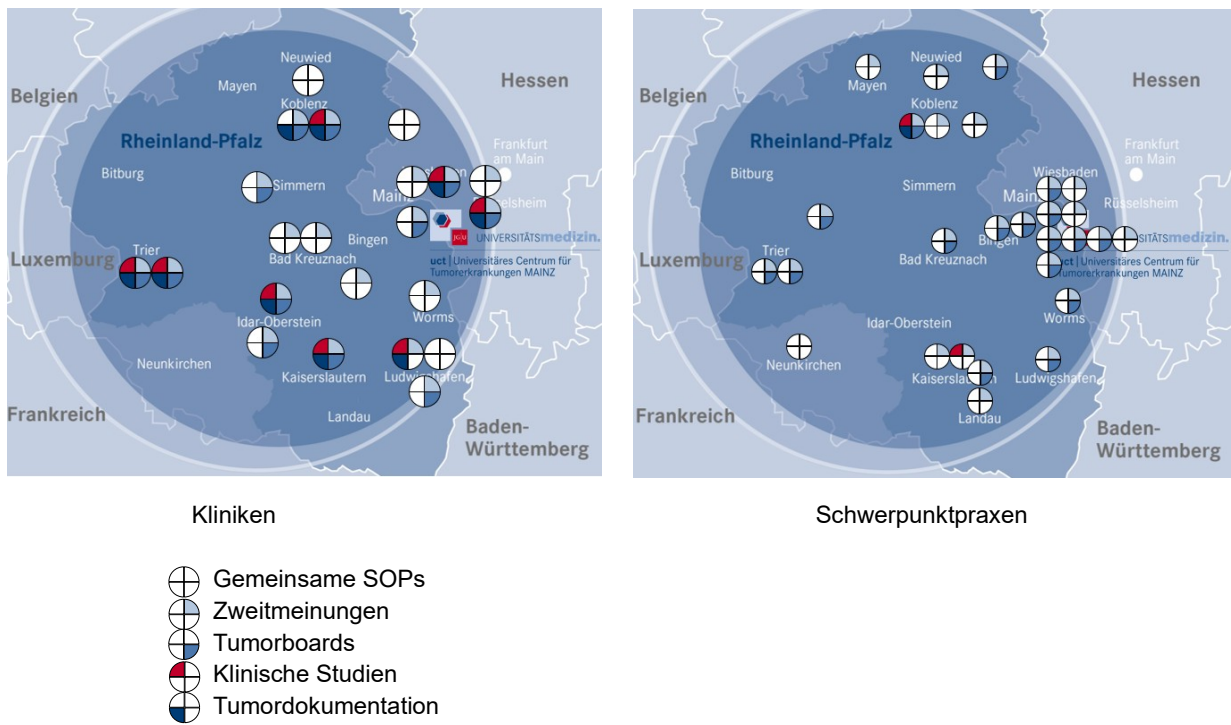 Neuwied
Mayen
Hessen
Belgien
Koblenz
Rheinland-Pfalz
Frankfurt
am Main
Bitburg
Simmern
Mainz
Bingen
UNIVERSITÄTSmedizin.
Trier
Bad Kreuznach
Luxemburg
uct | Universitäres Centrum für
Tumorerkrankungen MAINZ
Idar-Oberstein
Worms
Neunkirchen
Kaiserslautern
Ludwigshafen
Frankreich
Landau
Baden-
Württemberg
Neuwied
Mayen
Hessen
Belgien
Koblenz
Rheinland-Pfalz
Frankfurt
am Main
Bitburg
Wiesbaden
Simmern
Mainz
Rüsselsheim
Bingen
Trier
Bad Kreuznach
Luxemburg
Universitäres Centrum für
Tumorerkrankungen MAINZ
Worms
Idar-Oberstein
Neunkirchen
Ludwigshafen
Landau
Frankreich
Baden-
Württemberg
Kliniken
Schwerpunktpraxen
Gemeinsame SOPs
Zweitmeinungen
Tumorboards
Klinische Studien
Tumordokumentation